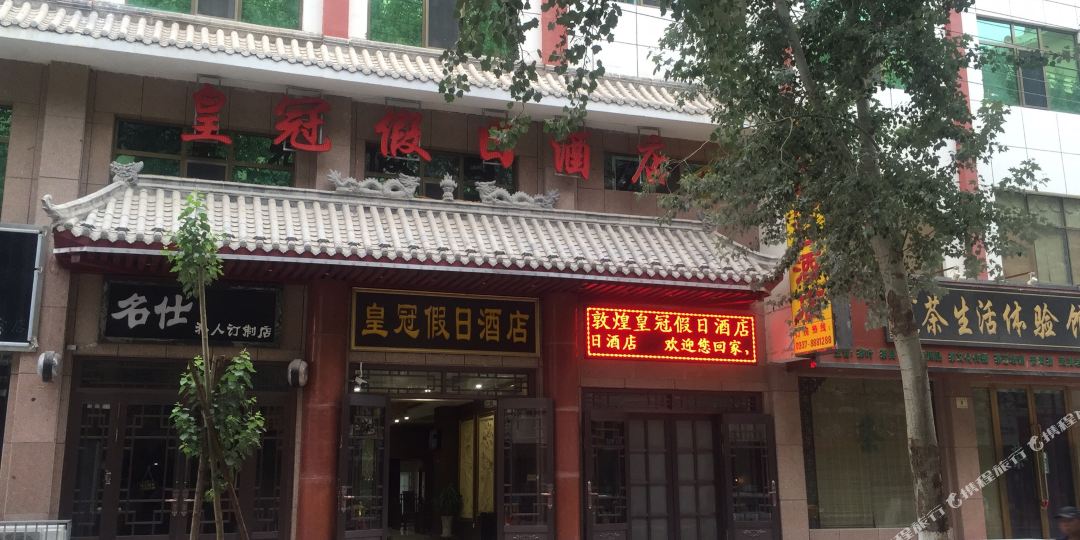 皇冠假日酒店
名仕
私人订制店
皇冠假日酒店
敦煌皇冠假日酒店
日酒店 欢迎您回家,
0937-8881288
茶生活体验馆
携程旅行
携程